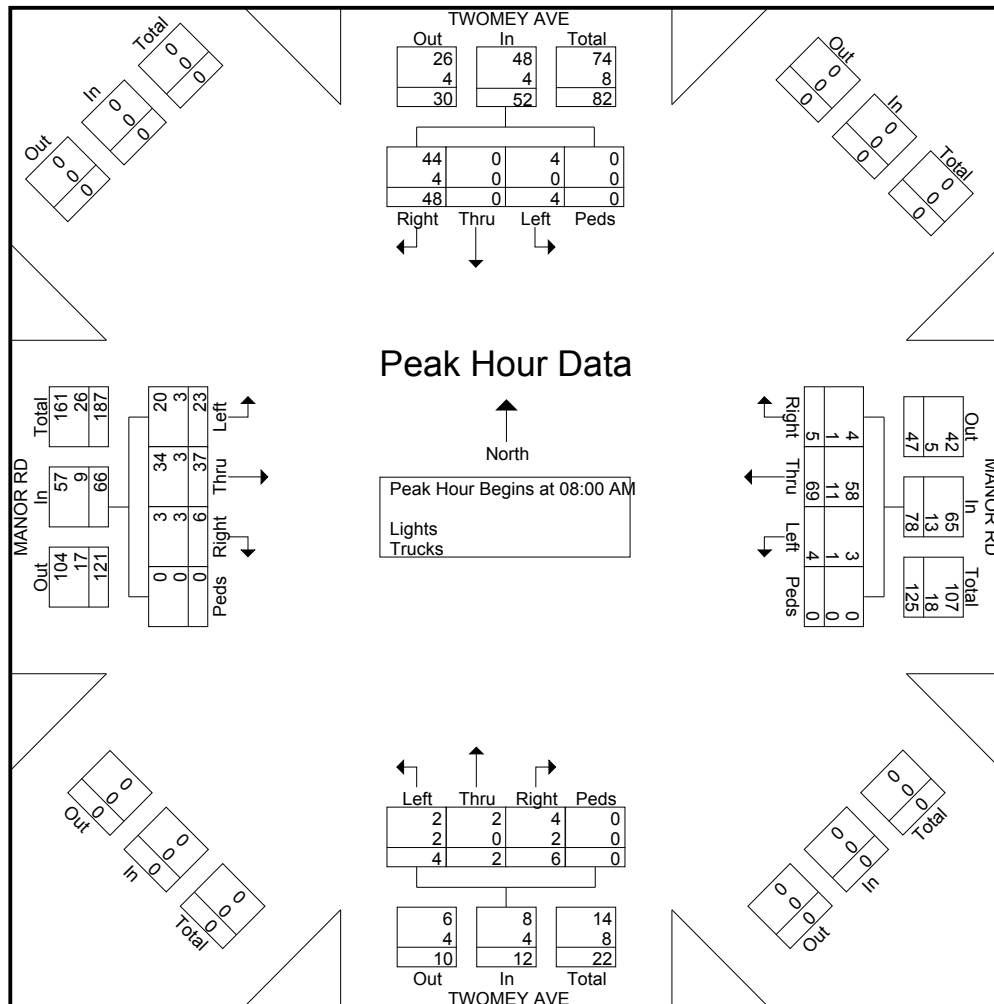 TWOMEY AVE
Out In Total
26 48 74
4 4 8
30 52 82
44 0 4 0
4 0 0 0
48 0 4 0
Right Thru Left Peds
Out
0
0
0
In
0
0
0
Total
0
0
0
Out
0
0
0
In
0
0
0
Total
0
0
0
Peak Hour Data
North
Peak Hour Begins at 08:00 AM
Lights
Trucks
MANOR RD
Total
161
26
187
In
57
9
66
Out
104
17
121
Left
20
3
23
Thru
34
3
37
Right
3
3
6
Peds
0
0
0
Right
4
1
5
Thru
58
11
69
Left
3
1
4
Peds
0
0
0
Out
42
5
47
In
65
13
78
Total
107
18
125
MANOR RD
Left Thru Right Peds
2 2 4 0
2 0 2 0
4 2 6 0
6 8 14
4 4 8
10 12 22
Out In Total
TWOMEY AVE
0
0
0
Out
0
0
0
In
0
0
0
Total
0
0
0
Out
0
0
0
In
0
0
0
Total